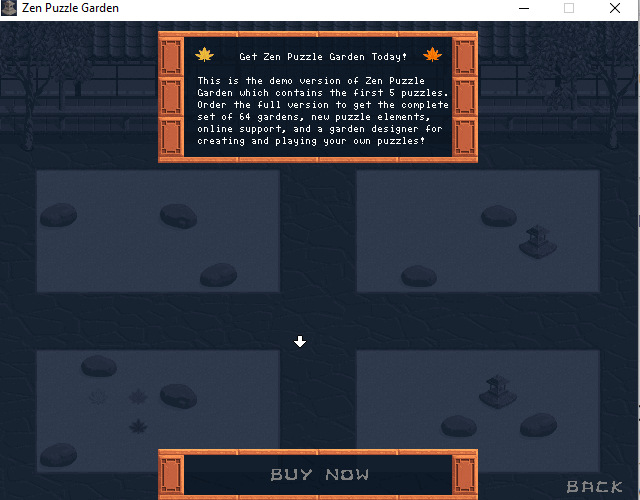 Zen Puzzle Garden
Get Zen Puzzle Garden Today!
This is the demo version of Zen Puzzle
Garden which contains the first 5 puzzles.
Order the full version to get the complete
set of 64 gardens, new puzzle elements,
online support, and a garden designer for
creating and playing your own puzzles!
BUY NOW
BACK